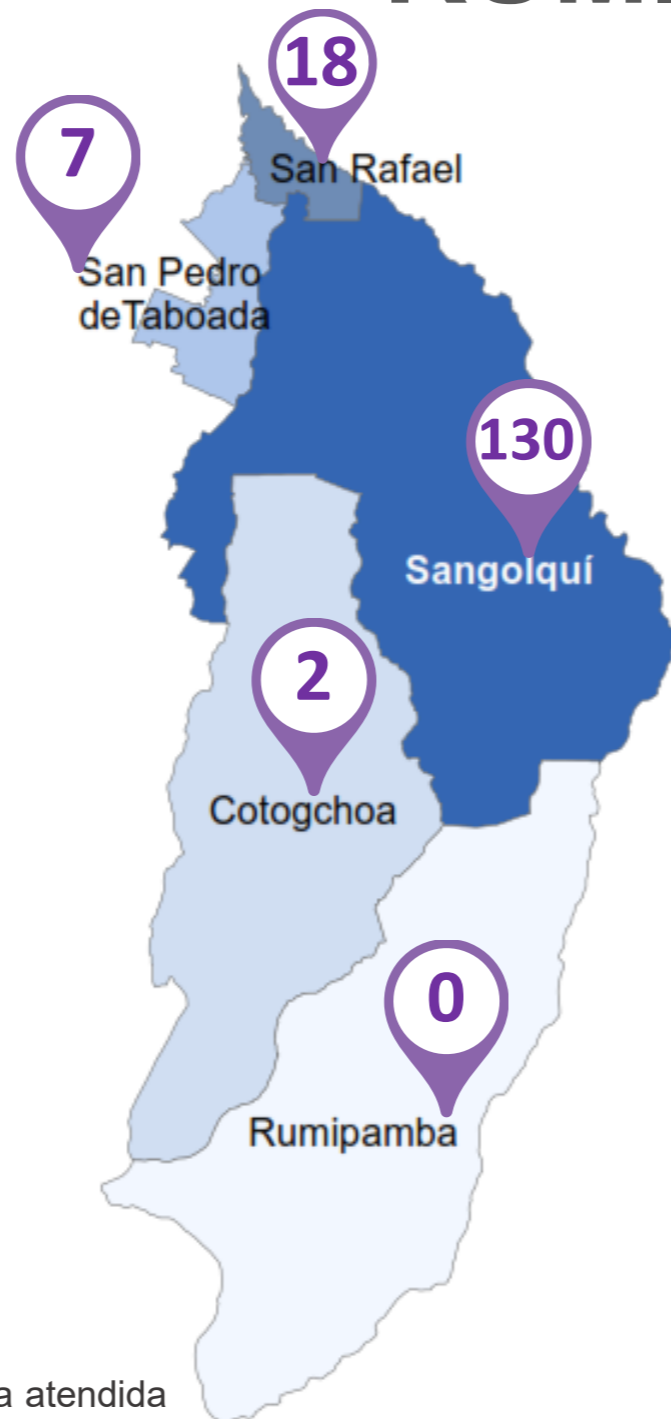 18
San Rafael
7
San Pedro
deTaboada
130
Sangolquí
2
Cotogchoa
0
Rumipamba
a atendida